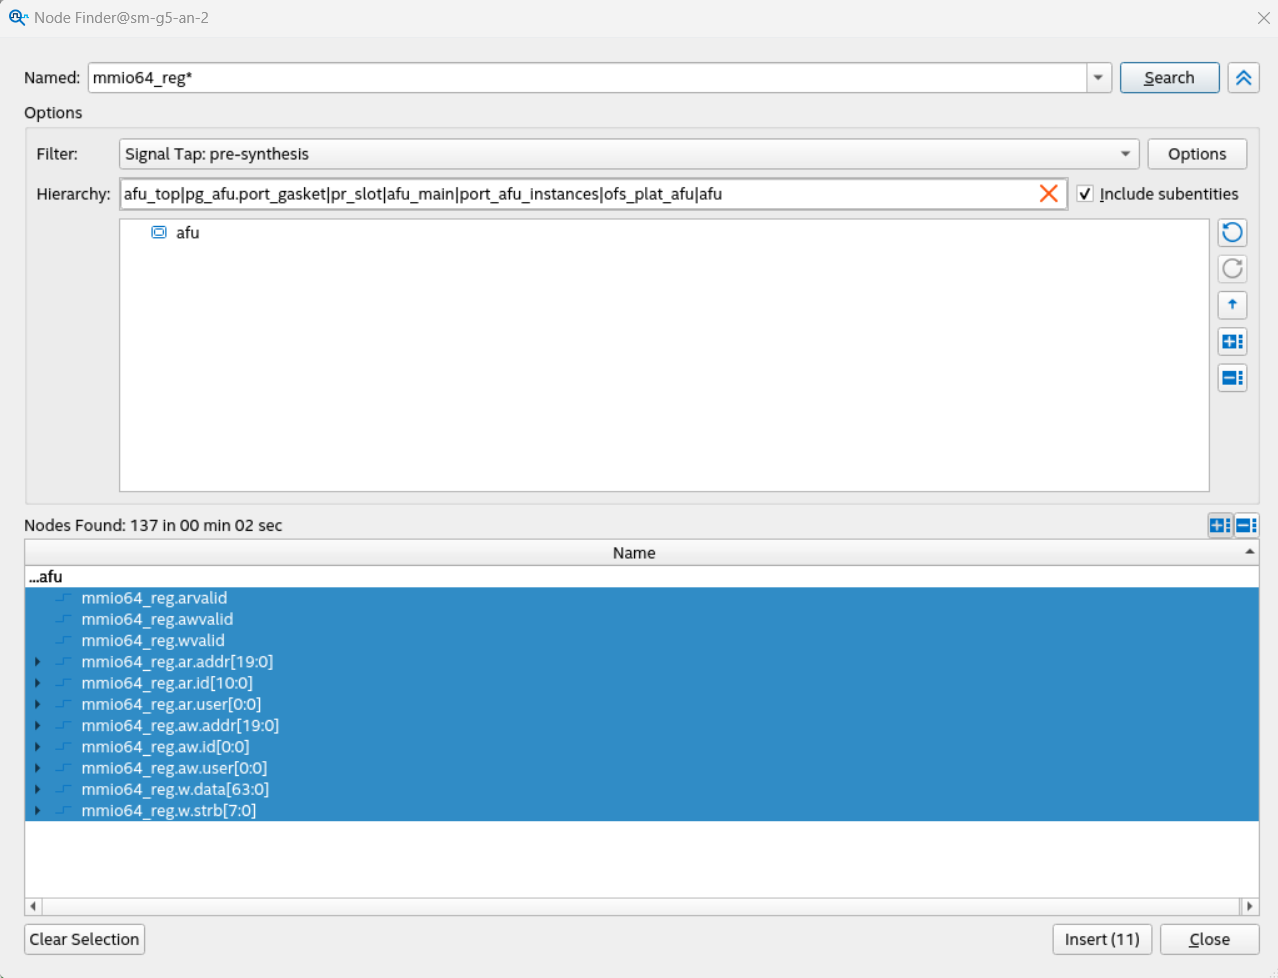 Node Finder@sm-g5-an-2
Named: mmio64_reg* Search
Options
Filter: Signal Tap: pre-synthesis Options
Hierarchy: afu_top|pg_afu.port_gasket|pr_slot|afu_main|port_afu_instances|ofs_plat_afu|afu Include subentities
afu
Nodes Found: 137 in 00 min 02 sec
Name
...afu
mmio64_reg.arvalid
mmio64_reg.awvalid
mmio64_reg.wvalid
mmio64_reg.ar.addr[19:0]
mmio64_reg.ar.id[10:0]
mmio64_reg.ar.user[0:0]
mmio64_reg.aw.addr[19:0]
mmio64_reg.aw.id[0:0]
mmio64_reg.aw.user[0:0]
mmio64_reg.w.data[63:0]
mmio64_reg.w.strb[7:0]
Clear Selection Insert (11) Close